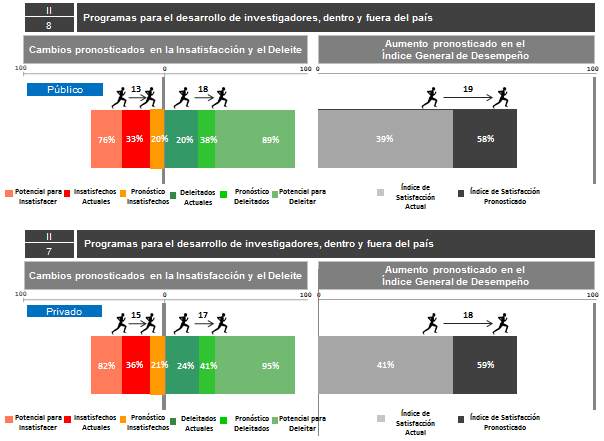 II
8
Programas para el desarrollo de investigadores, dentro y fuera del país
Cambios pronosticados en la Insatisfacción y el Deleite
Aumento pronosticado en el
Índice General de Desempeño
100 0 100 0 100
Público
13 18 19
76% 33% 20% 20% 38% 89% 39% 58%
Potencial para
Insatisfacer
Insatisfechos
Actuales
Pronóstico
Insatisfechos
Deleitados
Actuales
Pronóstico
Deleitados
Potencial para
Deleitar
Índice de
Satisfacción
Actual
Índice de Satisfacción
Pronosticado
II
7
Programas para el desarrollo de investigadores, dentro y fuera del país
Cambios pronosticados en la Insatisfacción y el Deleite
Aumento pronosticado en el
Índice General de Desempeño
100 0 100 0 100
Privado
15 17 18
82% 36% 21% 24% 41% 95% 41% 59%
Potencial para
Insatisfacer
Insatisfechos
Actuales
Pronóstico
Insatisfechos
Deleitados
Actuales
Pronóstico
Deleitados
Potencial para
Deleitar
Índice de
Satisfacción
Actual
Índice de Satisfacción
Pronosticado